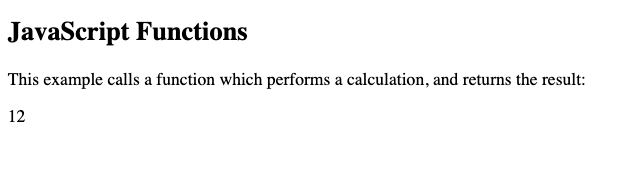 JavaScript Functions
This example calls a function which performs a calculation, and returns the result:
12